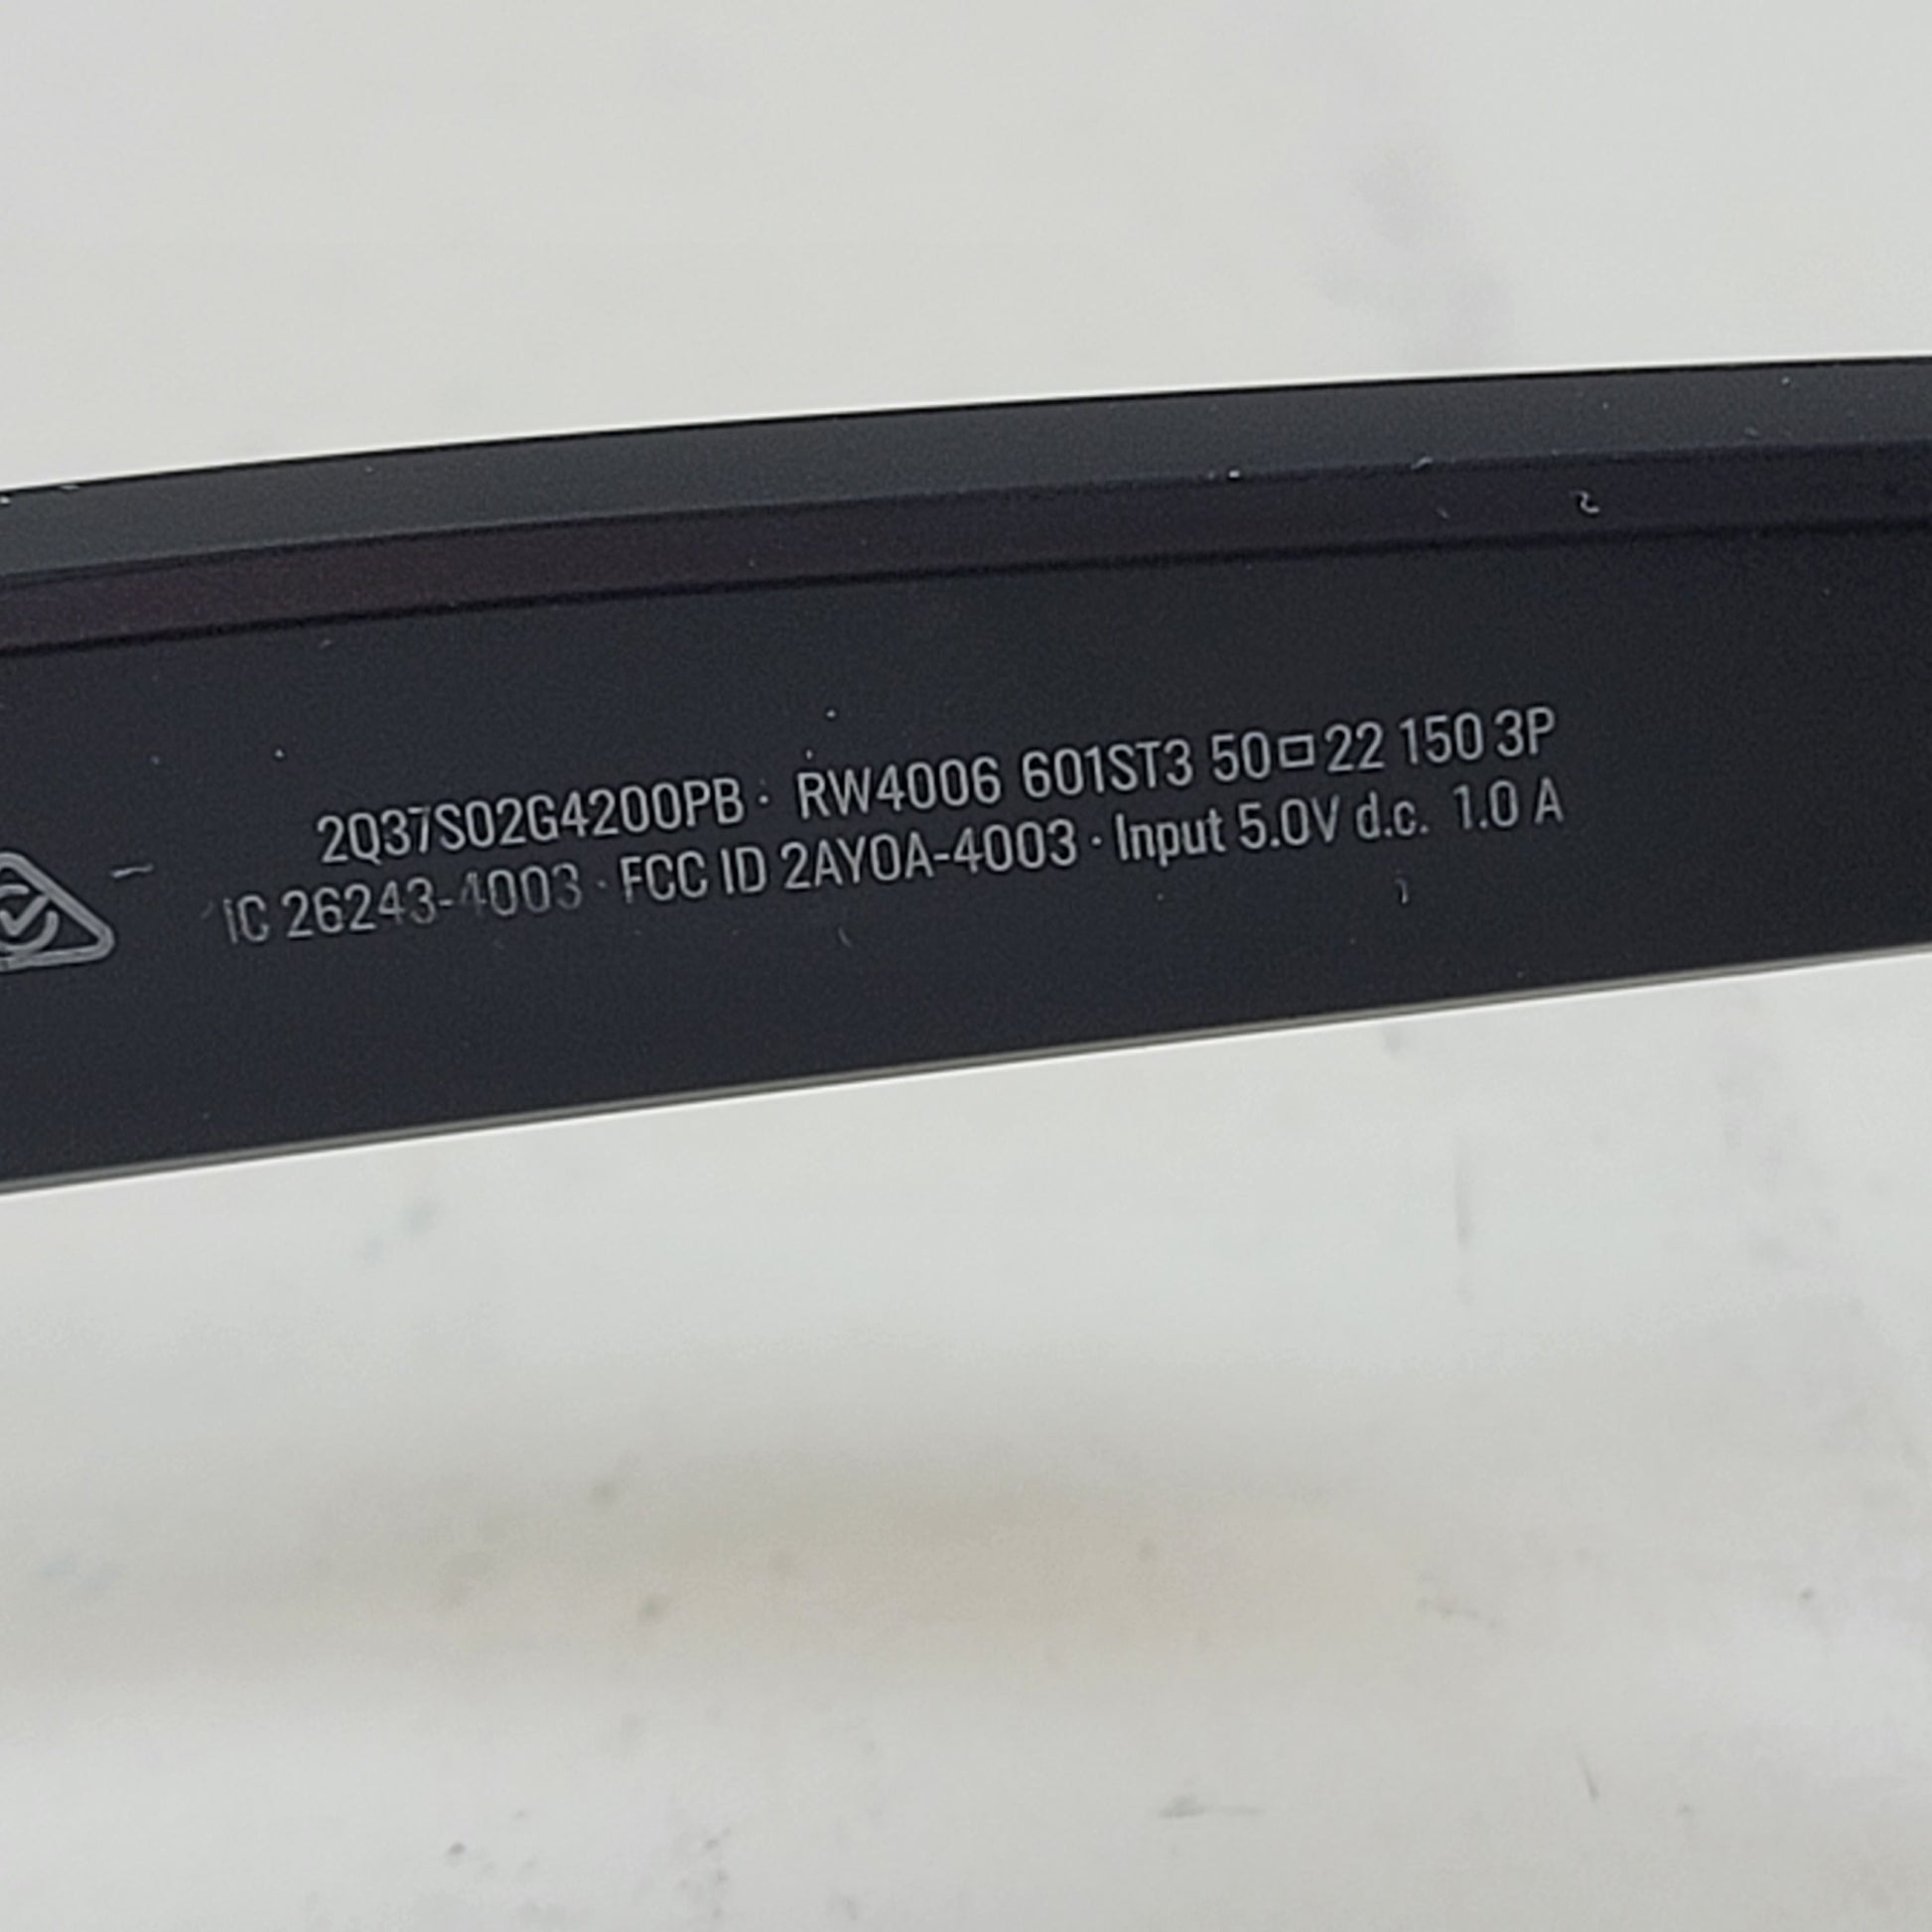 2Q37S02G4200PB · RW4006 601ST3 50□22 150 3P
IC 26243-4003 · FCC ID 2AYOA-4003 · Input 5.0V d.c. 1.0 A